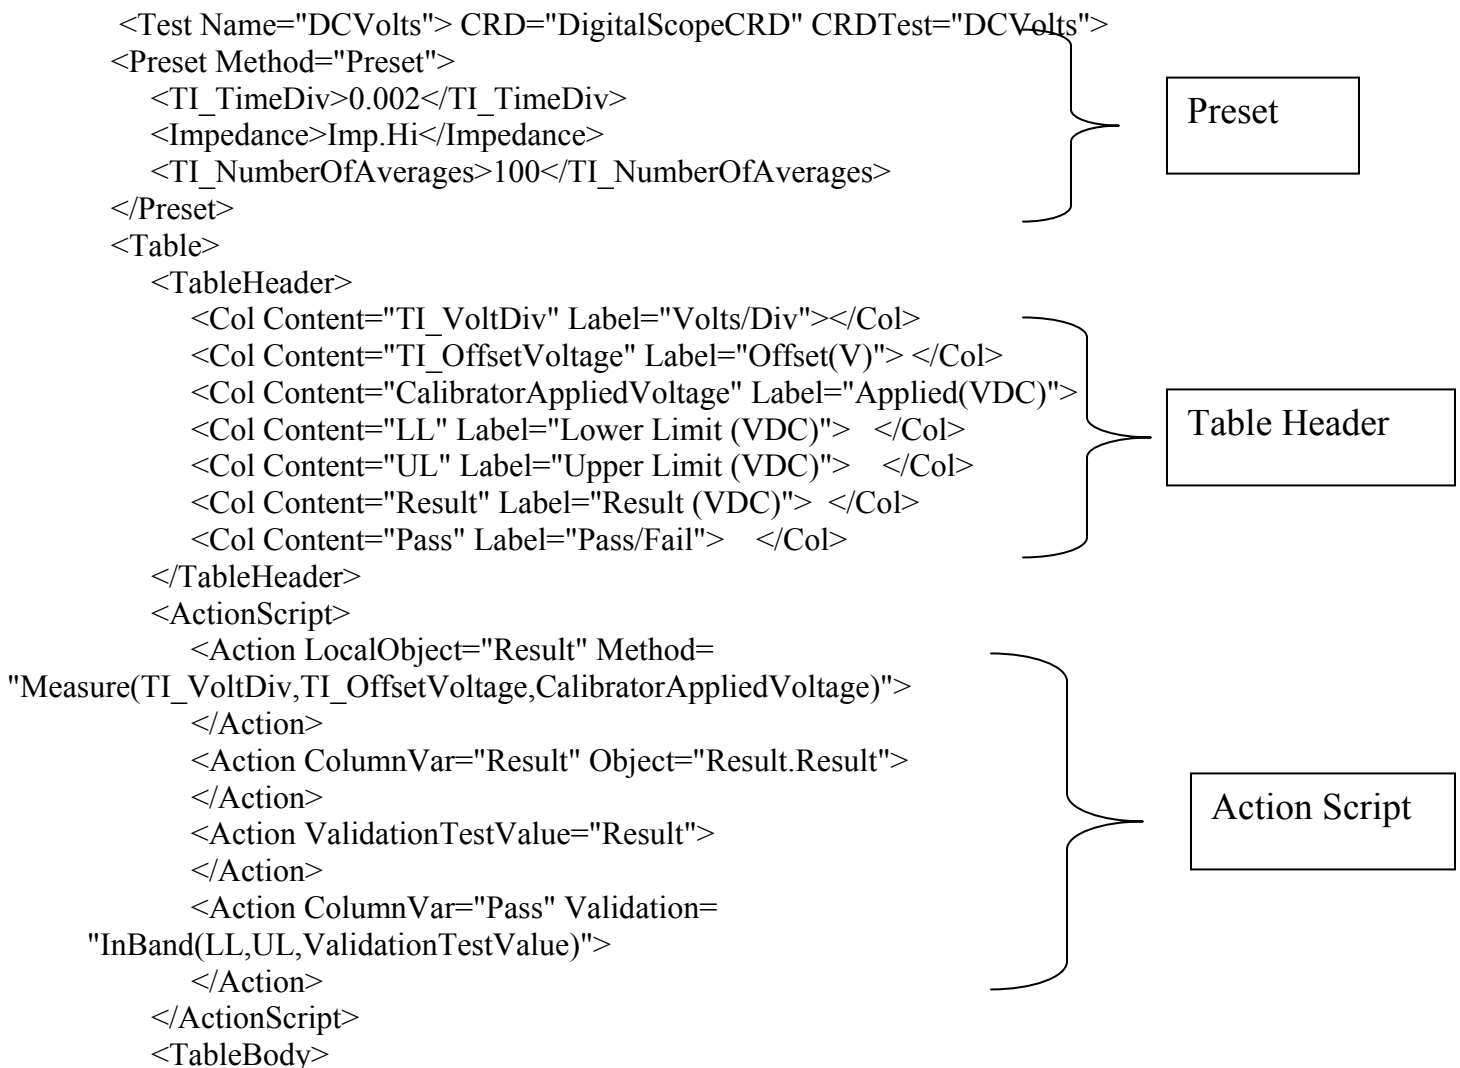 <Test Name="DCVolts"> CRD="DigitalScopeCRD" CRDTest="DCVolts">
<Preset Method="Preset">
<TI_TimeDiv>0.002</TI_TimeDiv>
<Impedance>Imp.Hi</Impedance>
<TI_NumberOfAverages>100</TI_NumberOfAverages>
</Preset>
Preset
<Table>
<TableHeader>
<Col Content="TI_VoltDiv" Label="Volts/Div"></Col>
<Col Content="TI_OffsetVoltage" Label="Offset(V)"> </Col>
<Col Content="CalibratorAppliedVoltage" Label="Applied(VDC)">
<Col Content="LL" Label="Lower Limit (VDC)">   </Col>
<Col Content="UL" Label="Upper Limit (VDC)">    </Col>
<Col Content="Result" Label="Result (VDC)">  </Col>
<Col Content="Pass" Label="Pass/Fail">    </Col>
</TableHeader>
Table Header
<ActionScript>
<Action LocalObject="Result" Method=
"Measure(TI_VoltDiv,TI_OffsetVoltage,CalibratorAppliedVoltage)">
</Action>
<Action ColumnVar="Result" Object="Result.Result">
</Action>
<Action ValidationTestValue="Result">
</Action>
<Action ColumnVar="Pass" Validation=
"InBand(LL,UL,ValidationTestValue)">
</Action>
</ActionScript>
Action Script
<TableBody>